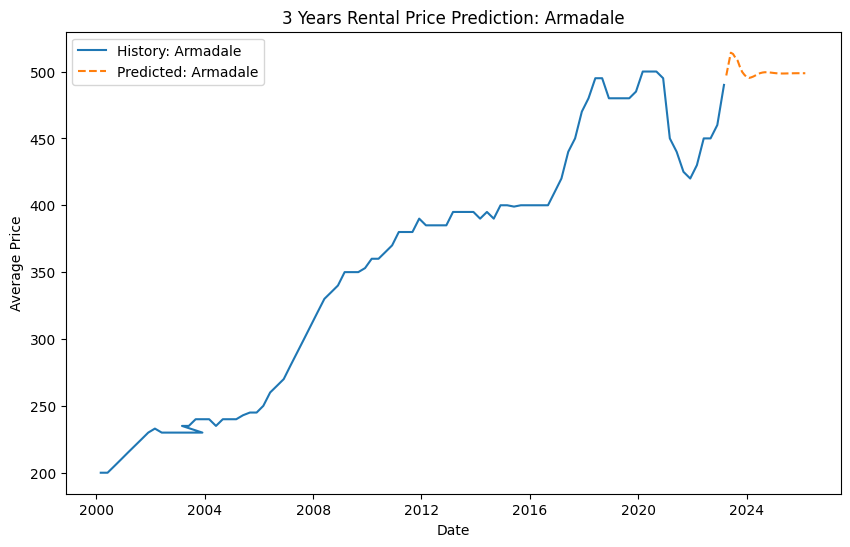 3 Years Rental Price Prediction: Armadale
History: Armadale
Predicted: Armadale
Average Price
500
450
400
350
300
250
200
2000 2004 2008 2012 2016 2020 2024
Date